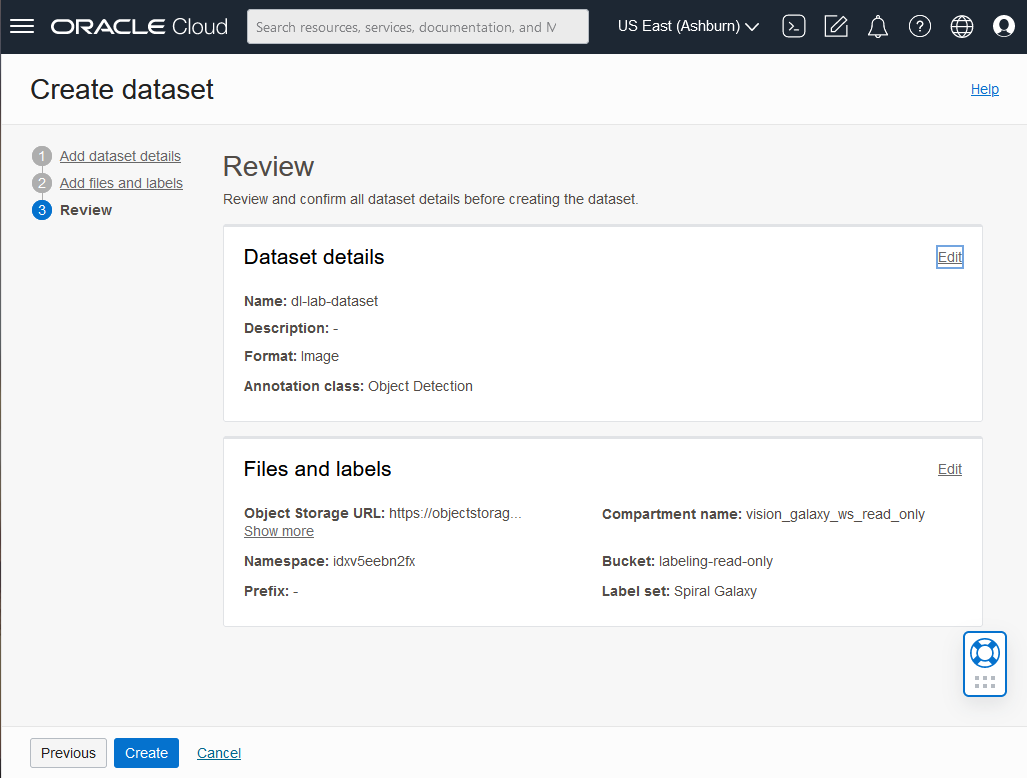 ORACLE Cloud
Search resources, services, documentation, and M
US East (Ashburn)
Create dataset
Help
1 Add dataset details
2 Add files and labels
3 Review
Review
Review and confirm all dataset details before creating the dataset.
Dataset details
Edit
Name: dl-lab-dataset
Description: -
Format: Image
Annotation class: Object Detection
Files and labels
Edit
Object Storage URL: https://objectstorag...
Show more
Compartment name: vision_galaxy_ws_read_only
Namespace: idxv5eebn2fx
Bucket: labeling-read-only
Prefix: -
Label set: Spiral Galaxy
Previous
Create
Cancel